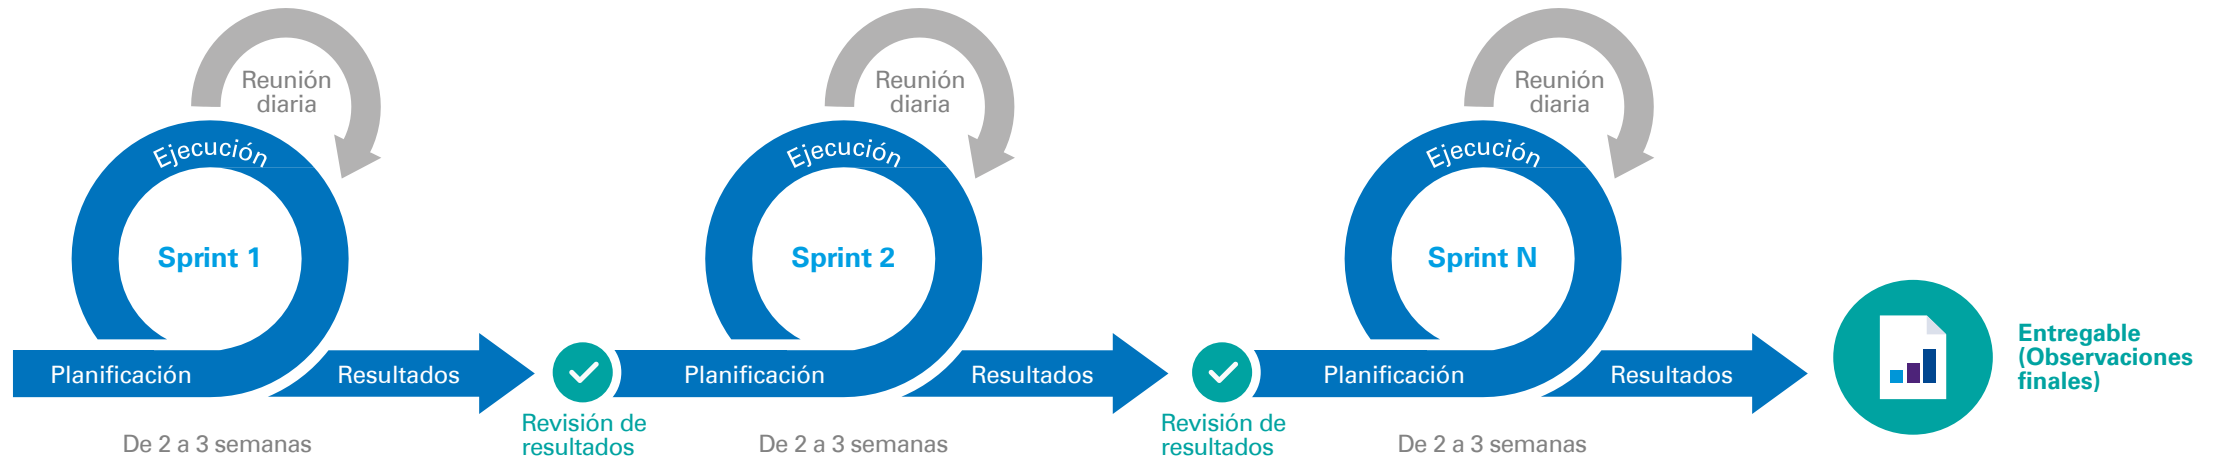 Reunión
diaria
Ejecución
Sprint 1
Planificación
Resultados
De 2 a 3 semanas
Revisión de
resultados
Reunión
diaria
Ejecución
Sprint 2
Planificación
Resultados
De 2 a 3 semanas
Revisión de
resultados
Reunión
diaria
Ejecución
Sprint N
Planificación
Resultados
De 2 a 3 semanas
Entregable
(Observaciones
finales)